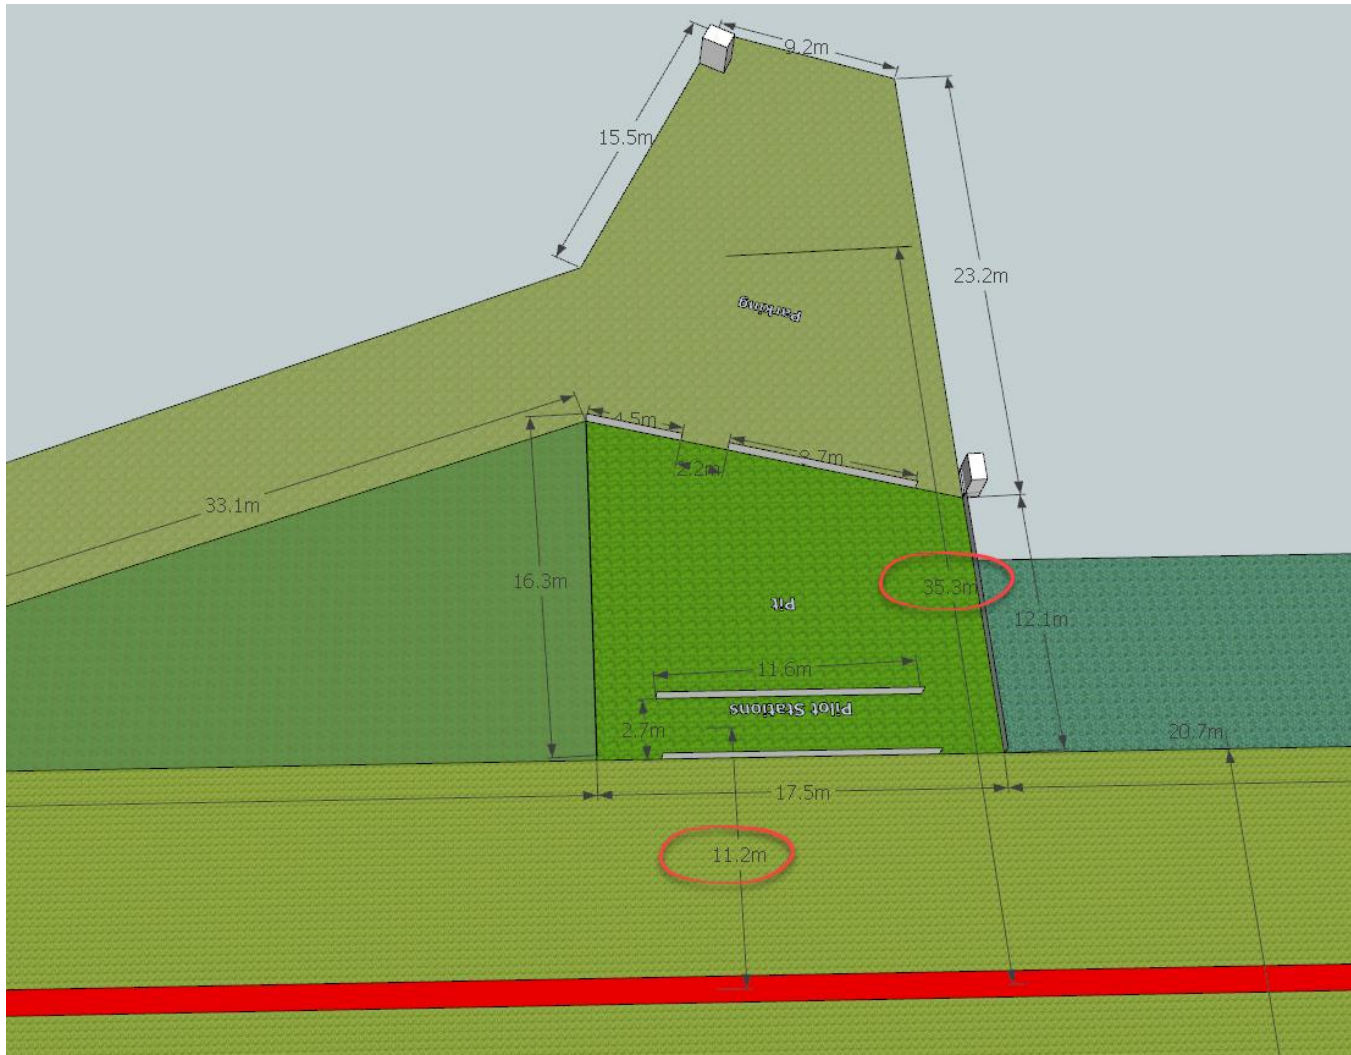 9.2m
15.5m
23.2m
Parking
4.5m
8.7m
2.2m
33.1m
16.3m
35.3m
Pit
12.1m
11.6m
Pilot Stations
2.7m
20.7m
17.5m
11.2m